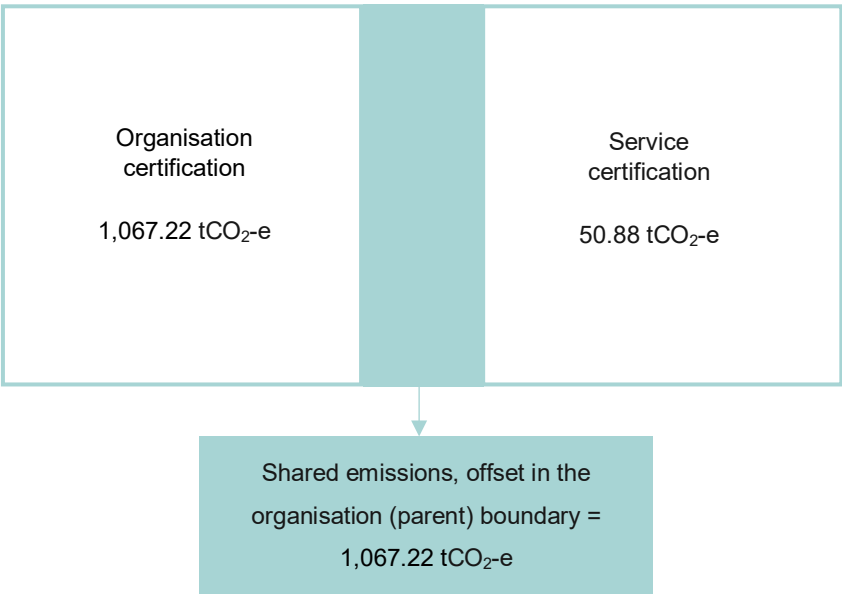 Organisation
certification
1,067.22 tCO₂-e
Service
certification
50.88 tCO₂-e
Shared emissions, offset in the
organisation (parent) boundary =
1,067.22 tCO₂-e